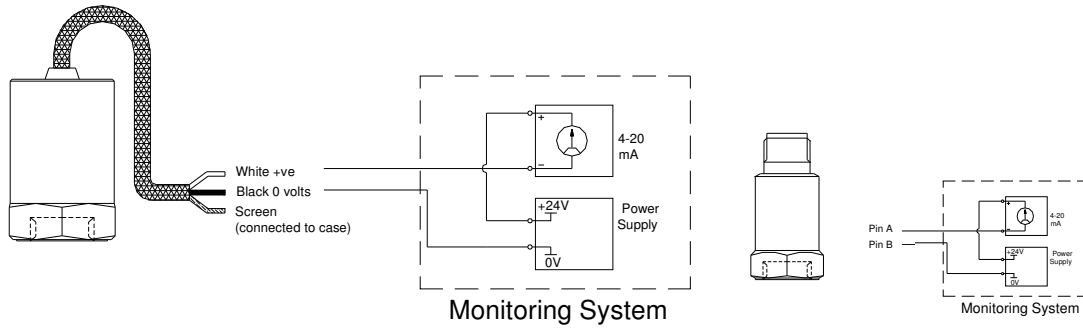 White +ve
Black 0 volts
Screen
(connected to case)
+
-
4-20
mA
+24V
0V
Power
Supply
Monitoring System
Pin A
Pin B
+
-
4-20
mA
+24V
0V
Power
Supply
Monitoring System